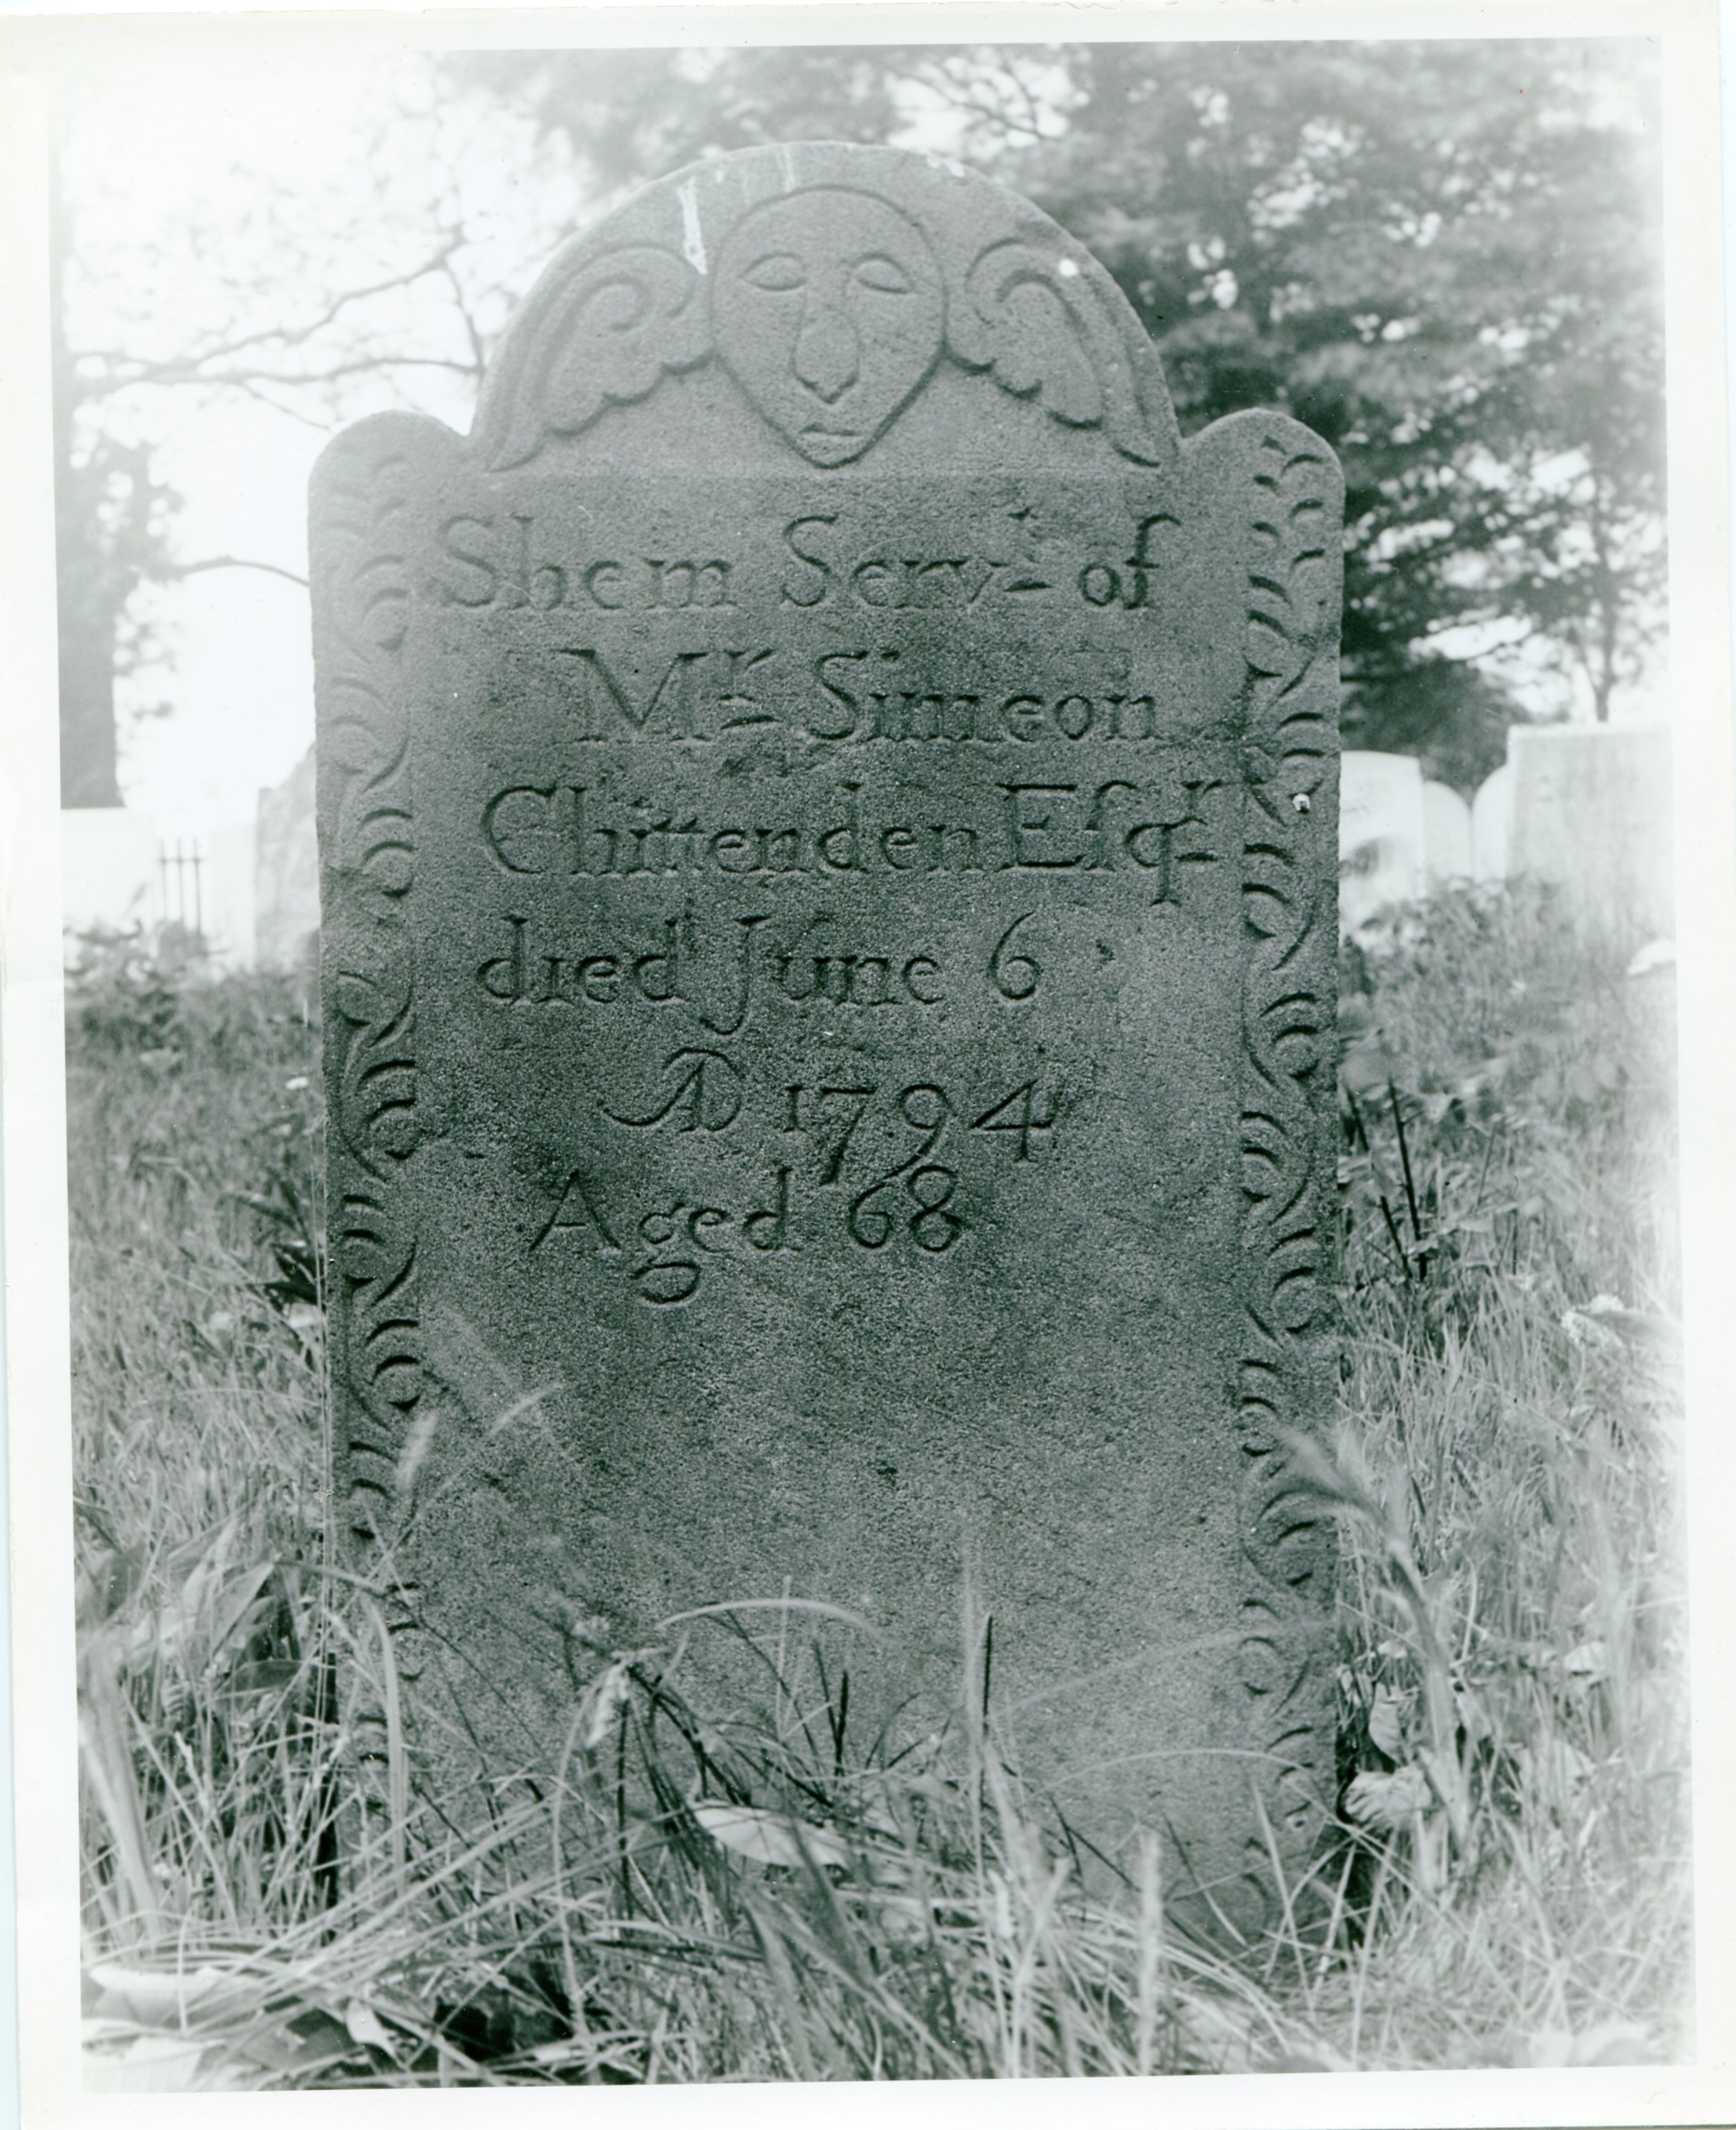 Shem Servt of
Mr Simeon
Chittenden Esqr
died June 6
AD 1794
Aged 68